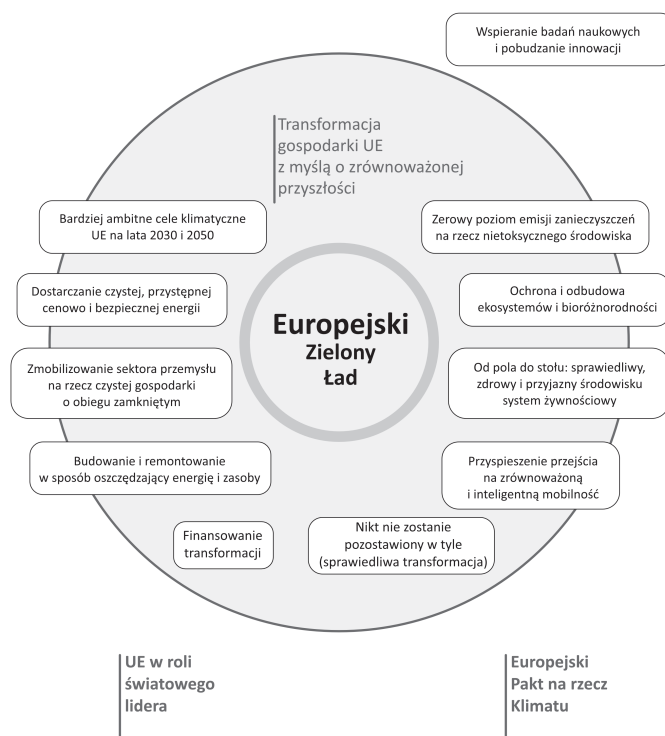 Wspieranie badań naukowych
i pobudzanie innowacji
Transformacja
gospodarki UE
z myślą o zrównoważonej
przyszłości
Bardziej ambitne cele klimatyczne
UE na lata 2030 i 2050
Zerowy poziom emisji zanieczyszczeń
na rzecz nietoksycznego środowiska
Dostarczanie czystej, przystępnej
cenowo i bezpiecznej energii
Ochrona i odbudowa
ekosystemów i bioróżnorodności
Europejski
Zielony
Ład
Zmobilizowanie sektora przemysłu
na rzecz czystej gospodarki
o obiegu zamkniętym
Od pola do stołu: sprawiedliwy,
zdrowy i przyjazny środowisku
system żywnościowy
Budowanie i remontowanie
w sposób oszczędzający energię i zasoby
Przyspieszenie przejścia
na zrównoważoną
i inteligentną mobilność
Finansowanie
transformacji
Nikt nie zostanie
pozostawiony w tyle
(sprawiedliwa transformacja)
UE w roli
światowego
lidera
Europejski
Pakt na rzecz
Klimatu